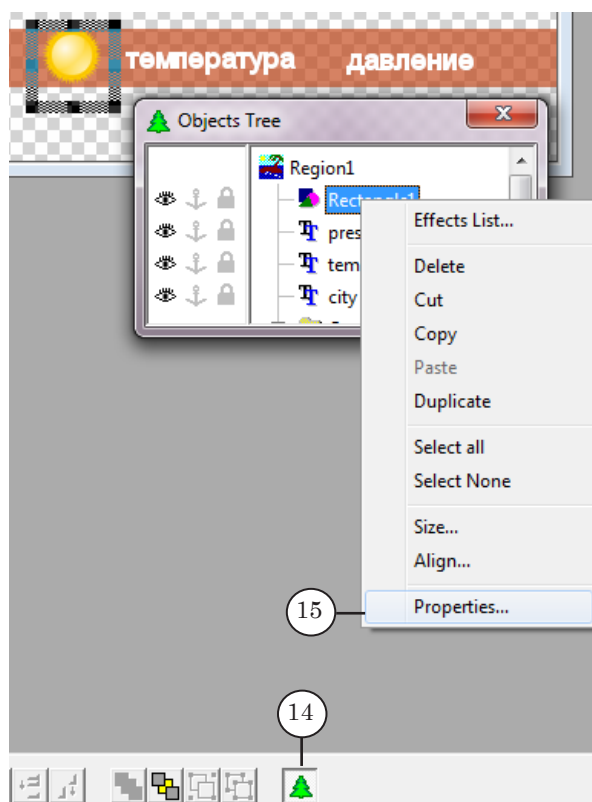 температура давление
Objects Tree
Region1
Rectangle1
pres
tem
city
Effects List...
Delete
Cut
Copy
Paste
Duplicate
Select all
Select None
Size...
Align...
Properties...
15
14